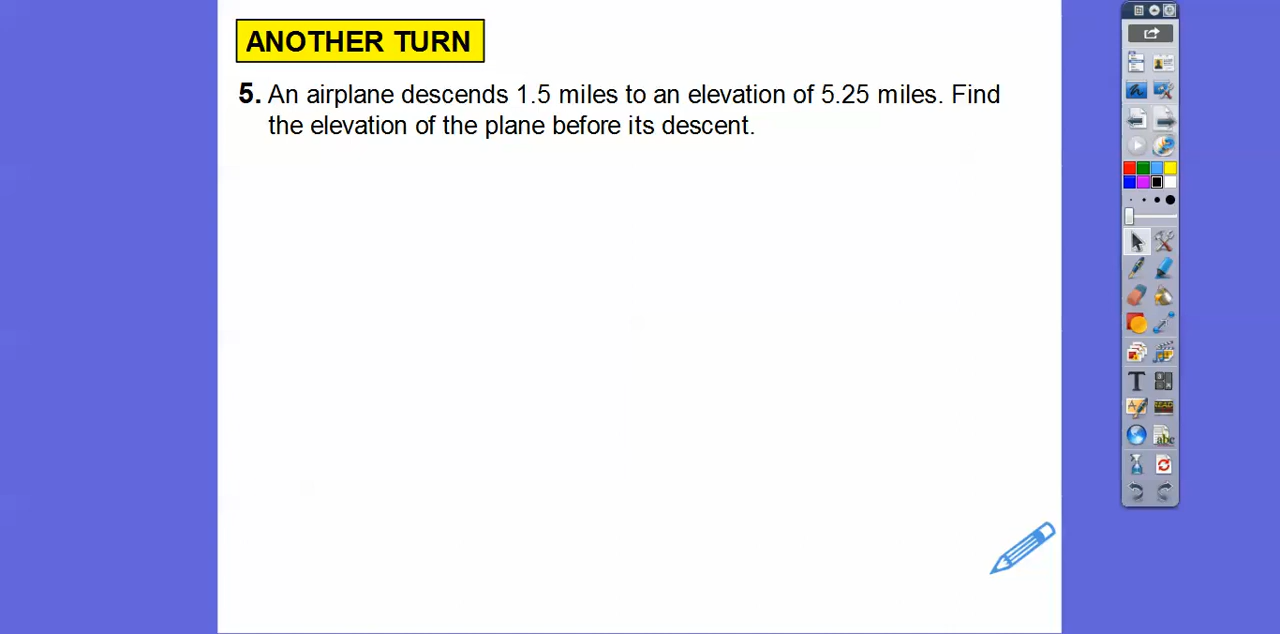 ANOTHER TURN
5. An airplane descends 1.5 miles to an elevation of 5.25 miles. Find
the elevation of the plane before its descent.